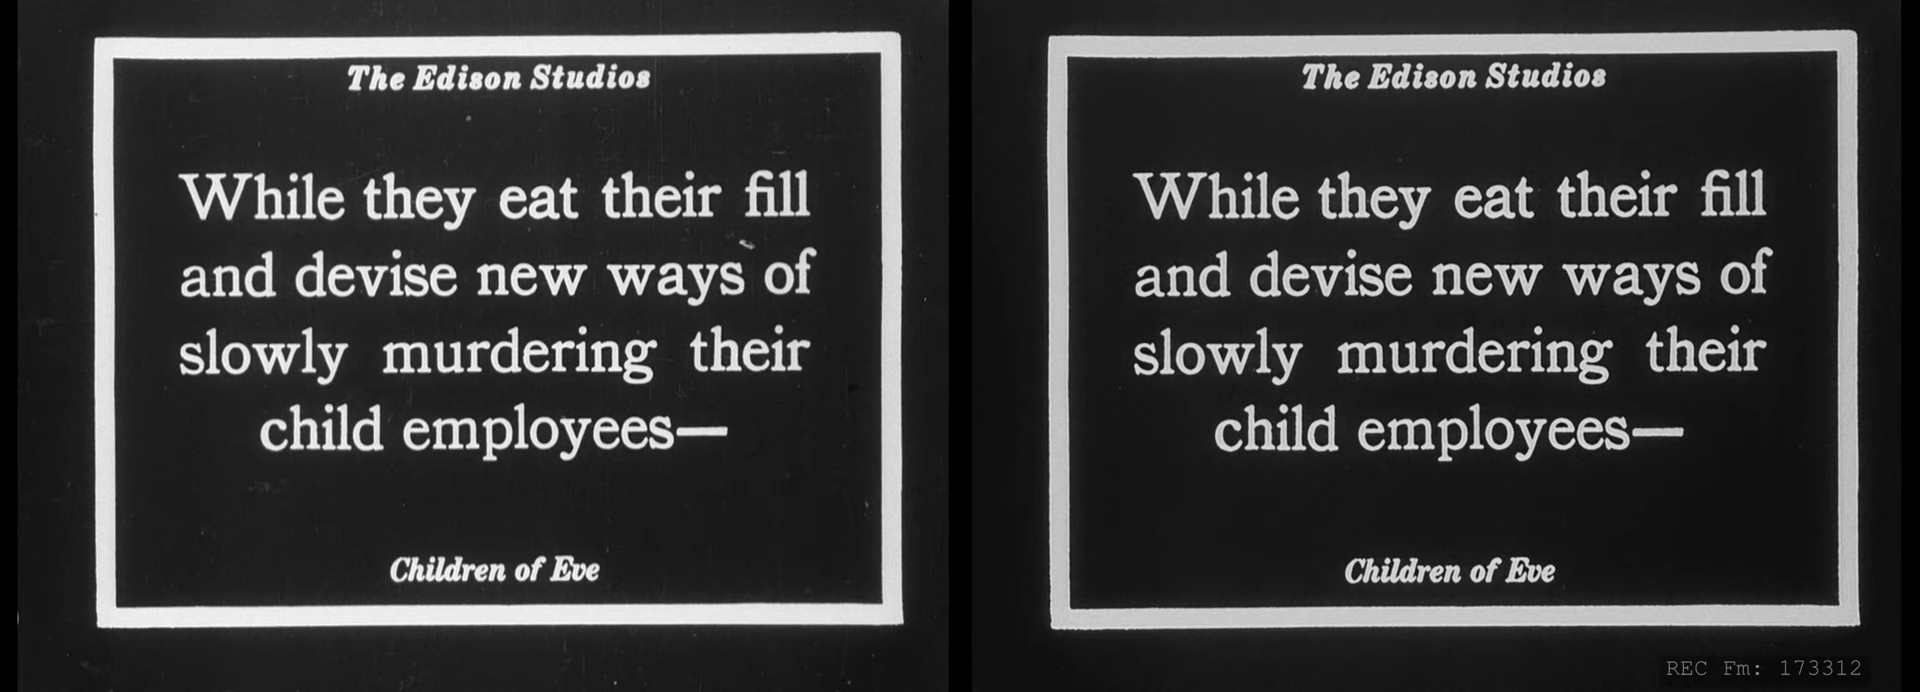 The Edison Studios
While they eat their fill
and devise new ways of
slowly murdering their
child employees—
Children of Eve
The Edison Studios
While they eat their fill
and devise new ways of
slowly murdering their
child employees—
Children of Eve
REC Fm: 173312